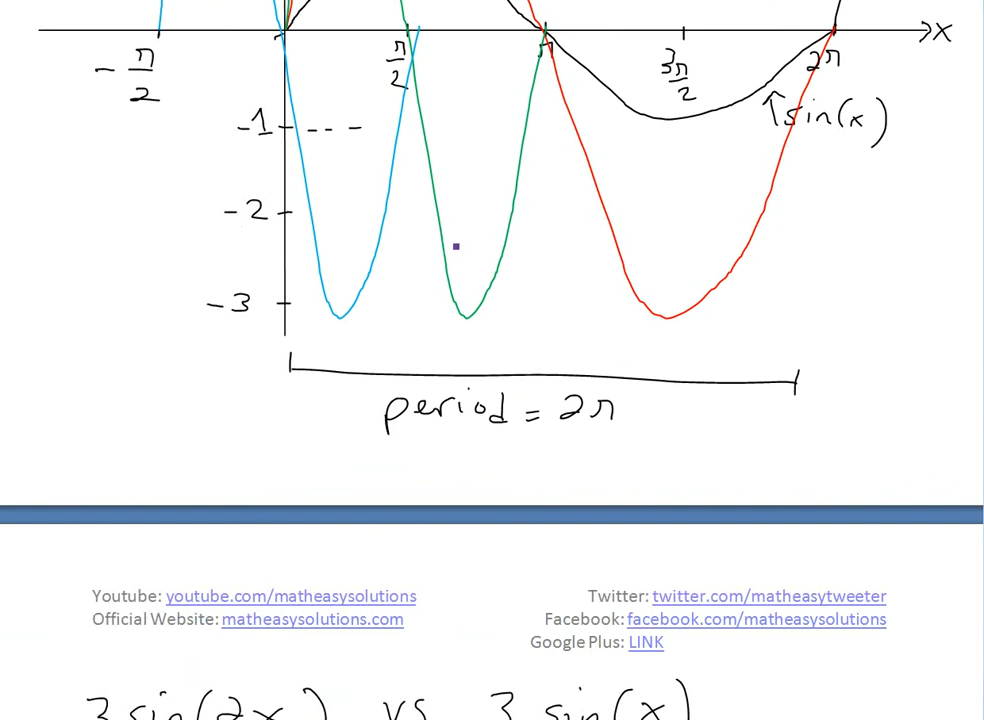 x
-π/2 π/2 π 3π/2 2π
-1
sin(x)
-2
-3
period = 2π
Youtube: youtube.com/matheasysolutions
Official Website: matheasysolutions.com
Twitter: twitter.com/matheasytweeter
Facebook: facebook.com/matheasysolutions
Google Plus: LINK
3 sin(2x) vs 3 sin(x)